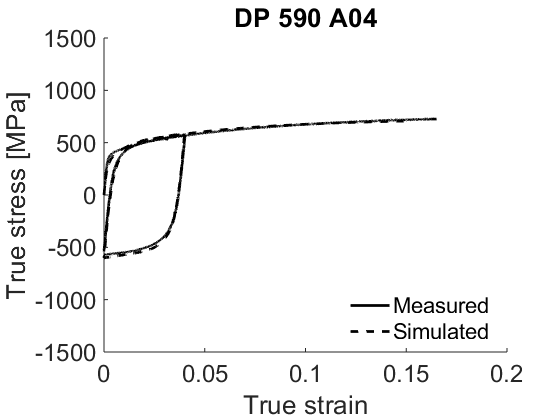 DP 590 A04
True stress [MPa]
1500
1000
500
0
-500
-1000
-1500
Measured
Simulated
0 0.05 0.1 0.15 0.2
True strain